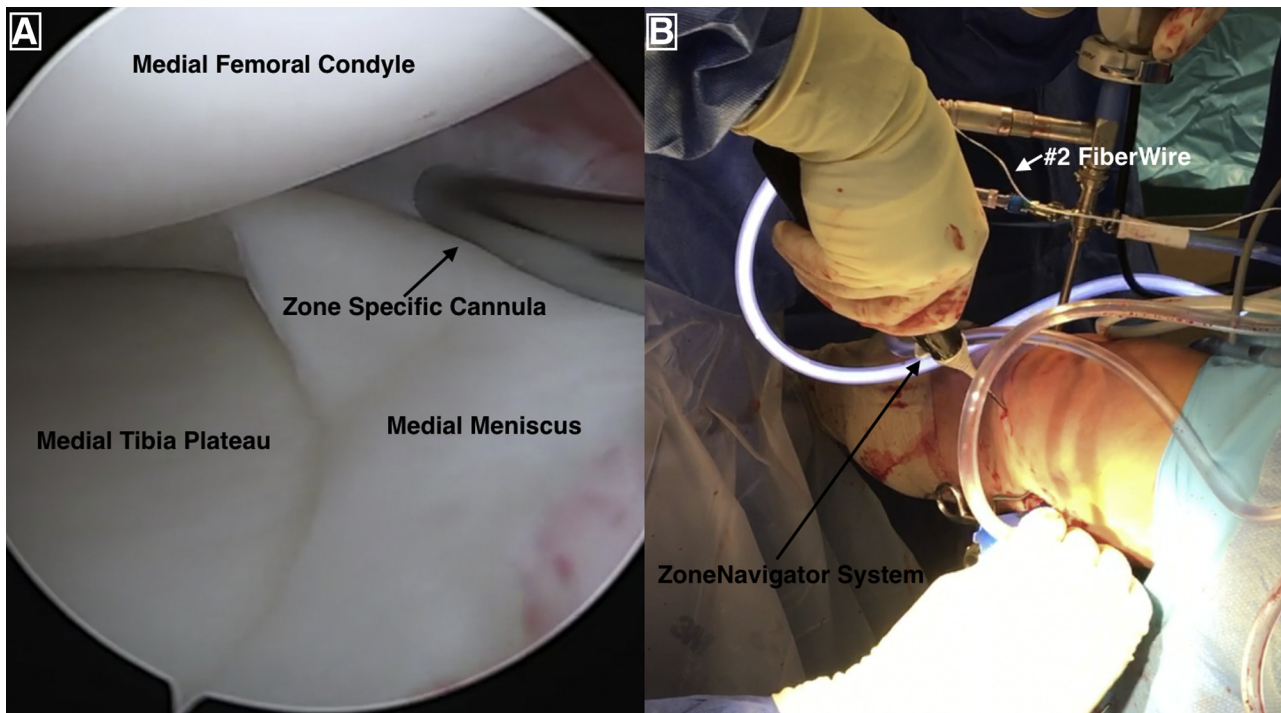 A
Medial Femoral Condyle
Zone Specific Cannula
Medial Meniscus
Medial Tibia Plateau
B
#2 FiberWire
ZoneNavigator System